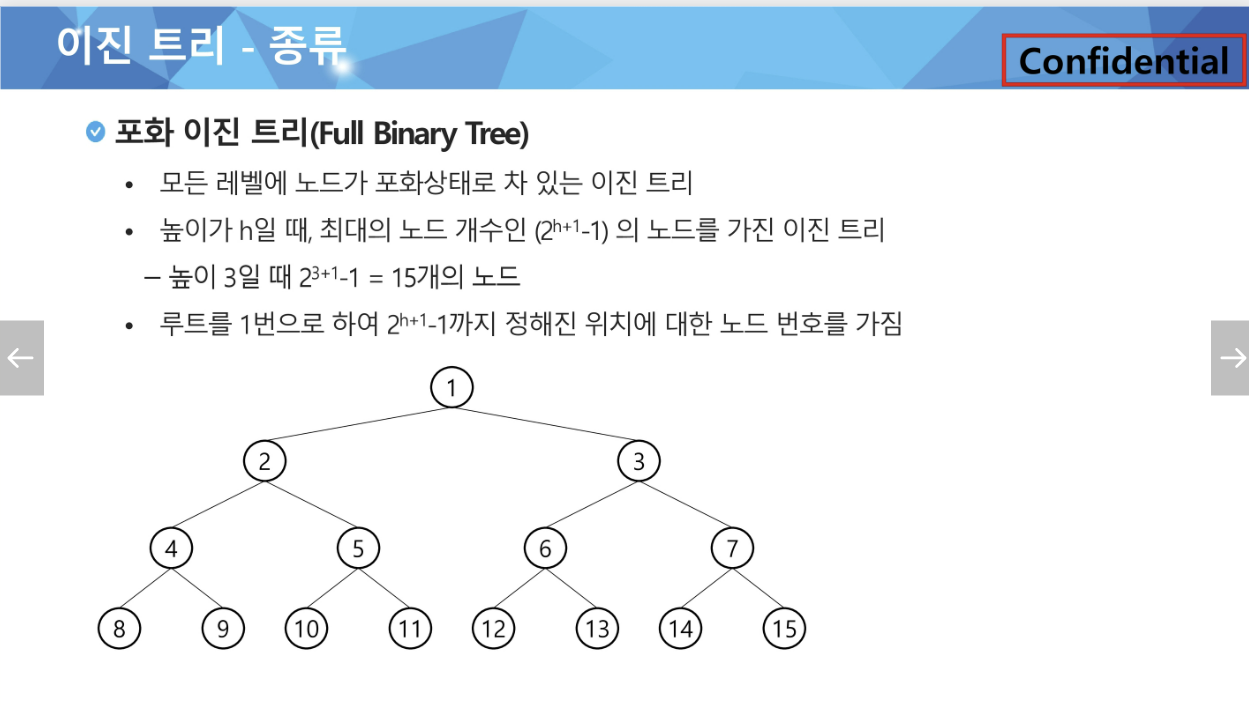 이진 트리 - 종류
Confidential
포화 이진 트리(Full Binary Tree)
• 모든 레벨에 노드가 포화상태로 차 있는 이진 트리
• 높이가 h일 때, 최대의 노드 개수인 (2ʰ⁺¹-1) 의 노드를 가진 이진 트리
– 높이 3일 때 2³⁺¹-1 = 15개의 노드
• 루트를 1번으로 하여 2ʰ⁺¹-1까지 정해진 위치에 대한 노드 번호를 가짐
1
2 3
4 5 6 7
8 9 10 11 12 13 14 15